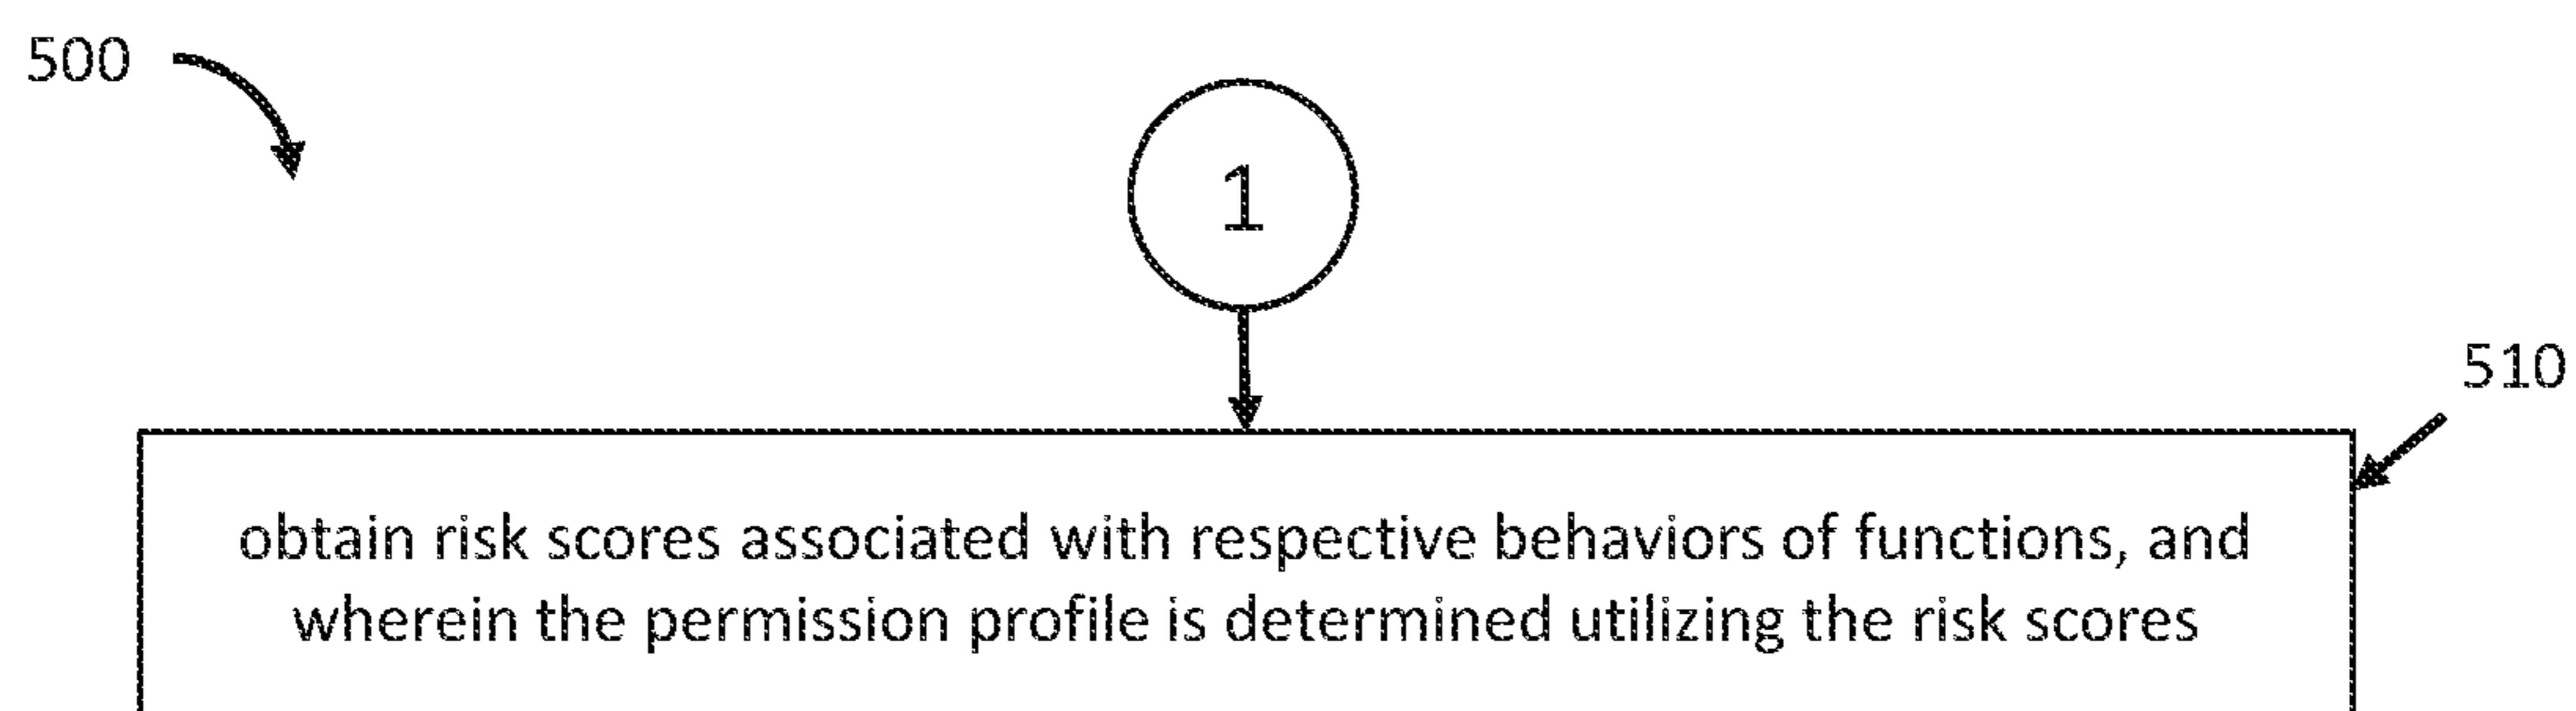 500
1
510
obtain risk scores associated with respective behaviors of functions, and
wherein the permission profile is determined utilizing the risk scores